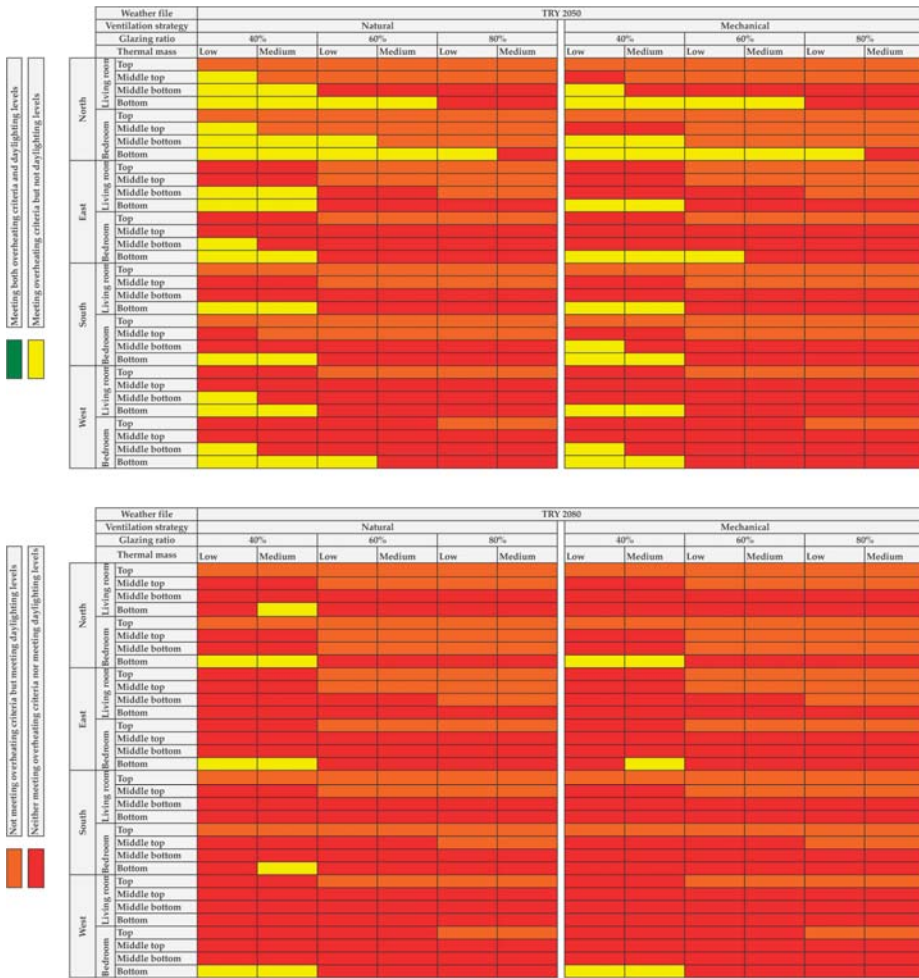 Meeting both overheating criteria and daylighting levels
Meeting overheating criteria but not daylighting levels
Weather file TRY 2050
Ventilation strategy Natural Mechanical
Glazing ratio 40% 60% 80% 40% 60% 80%
Thermal mass Low Medium Low Medium Low Medium Low Medium Low Medium Low Medium
North
Living room
Top
Middle top
Middle bottom
Bottom
Bedroom
Top
Middle top
Middle bottom
Bottom
East
Living room
Top
Middle top
Middle bottom
Bottom
Bedroom
Top
Middle top
Middle bottom
Bottom
South
Living room
Top
Middle top
Middle bottom
Bottom
Bedroom
Top
Middle top
Middle bottom
Bottom
West
Living room
Top
Middle top
Middle bottom
Bottom
Bedroom
Top
Middle top
Middle bottom
Bottom
Not meeting overheating criteria but meeting daylighting levels
Neither meeting overheating criteria nor meeting daylighting levels
Weather file TRY 2080
Ventilation strategy Natural Mechanical
Glazing ratio 40% 60% 80% 40% 60% 80%
Thermal mass Low Medium Low Medium Low Medium Low Medium Low Medium Low Medium
North
Living room
Top
Middle top
Middle bottom
Bottom
Bedroom
Top
Middle top
Middle bottom
Bottom
East
Living room
Top
Middle top
Middle bottom
Bottom
Bedroom
Top
Middle top
Middle bottom
Bottom
South
Living room
Top
Middle top
Middle bottom
Bottom
Bedroom
Top
Middle top
Middle bottom
Bottom
West
Living room
Top
Middle top
Middle bottom
Bottom
Bedroom
Top
Middle top
Middle bottom
Bottom